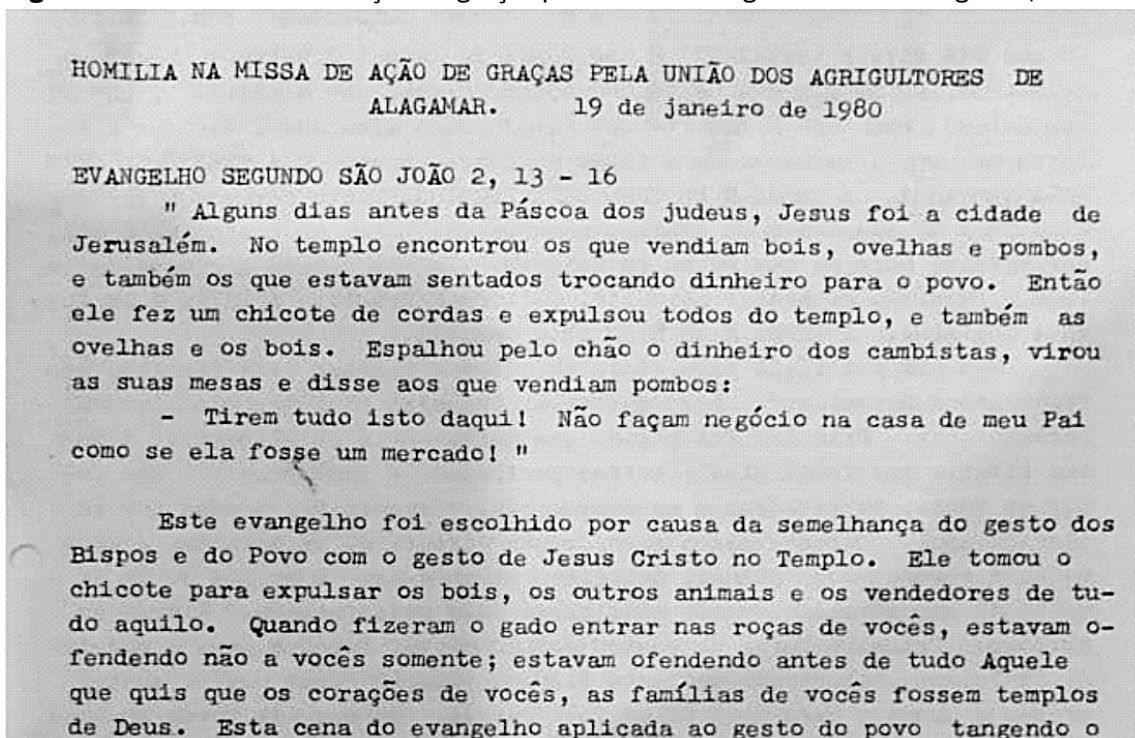 HOMILIA NA MISSA DE AÇÃO DE GRAÇAS PELA UNIÃO DOS AGRIGULTORES DE
ALAGAMAR. 19 de janeiro de 1980
EVANGELHO SEGUNDO SÃO JOÃO 2, 13 - 16
" Alguns dias antes da Páscoa dos judeus, Jesus foi a cidade de
Jerusalém. No templo encontrou os que vendiam bois, ovelhas e pombos,
e também os que estavam sentados trocando dinheiro para o povo. Então
ele fez um chicote de cordas e expulsou todos do templo, e também as
ovelhas e os bois. Espalhou pelo chão o dinheiro dos cambistas, virou
as suas mesas e disse aos que vendiam pombos:
- Tirem tudo isto daqui! Não façam negócio na casa de meu Pai
como se ela fosse um mercado! "
Este evangelho foi escolhido por causa da semelhança do gesto dos
Bispos e do Povo com o gesto de Jesus Cristo no Templo. Ele tomou o
chicote para expulsar os bois, os outros animais e os vendedores de tu-
do aquilo. Quando fizeram o gado entrar nas roças de vocês, estavam o-
fendendo não a vocês somente; estavam ofendendo antes de tudo Aquele
que quis que os corações de vocês, as famílias de vocês fossem templos
de Deus. Esta cena do evangelho aplicada ao gesto do povo tangendo o